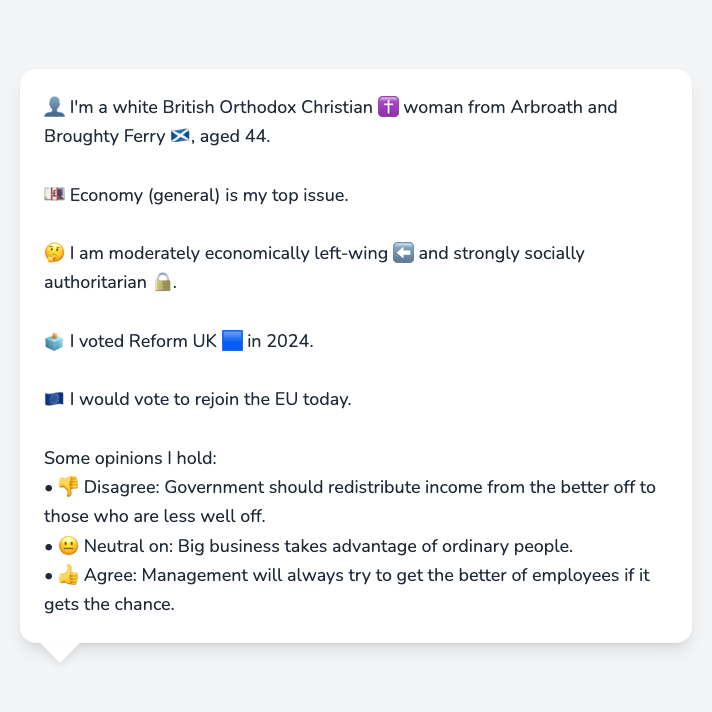 👤 I'm a white British Orthodox Christian ✝️ woman from Arbroath and
Broughty Ferry 🏴󠁧󠁢󠁳󠁣󠁴󠁿, aged 44.
💷 Economy (general) is my top issue.
🤔 I am moderately economically left-wing ⬅️ and strongly socially
authoritarian 🔒.
🗳️ I voted Reform UK 🟦 in 2024.
🇪🇺 I would vote to rejoin the EU today.
Some opinions I hold:
• 👎 Disagree: Government should redistribute income from the better off to
those who are less well off.
• 😐 Neutral on: Big business takes advantage of ordinary people.
• 👍 Agree: Management will always try to get the better of employees if it
gets the chance.